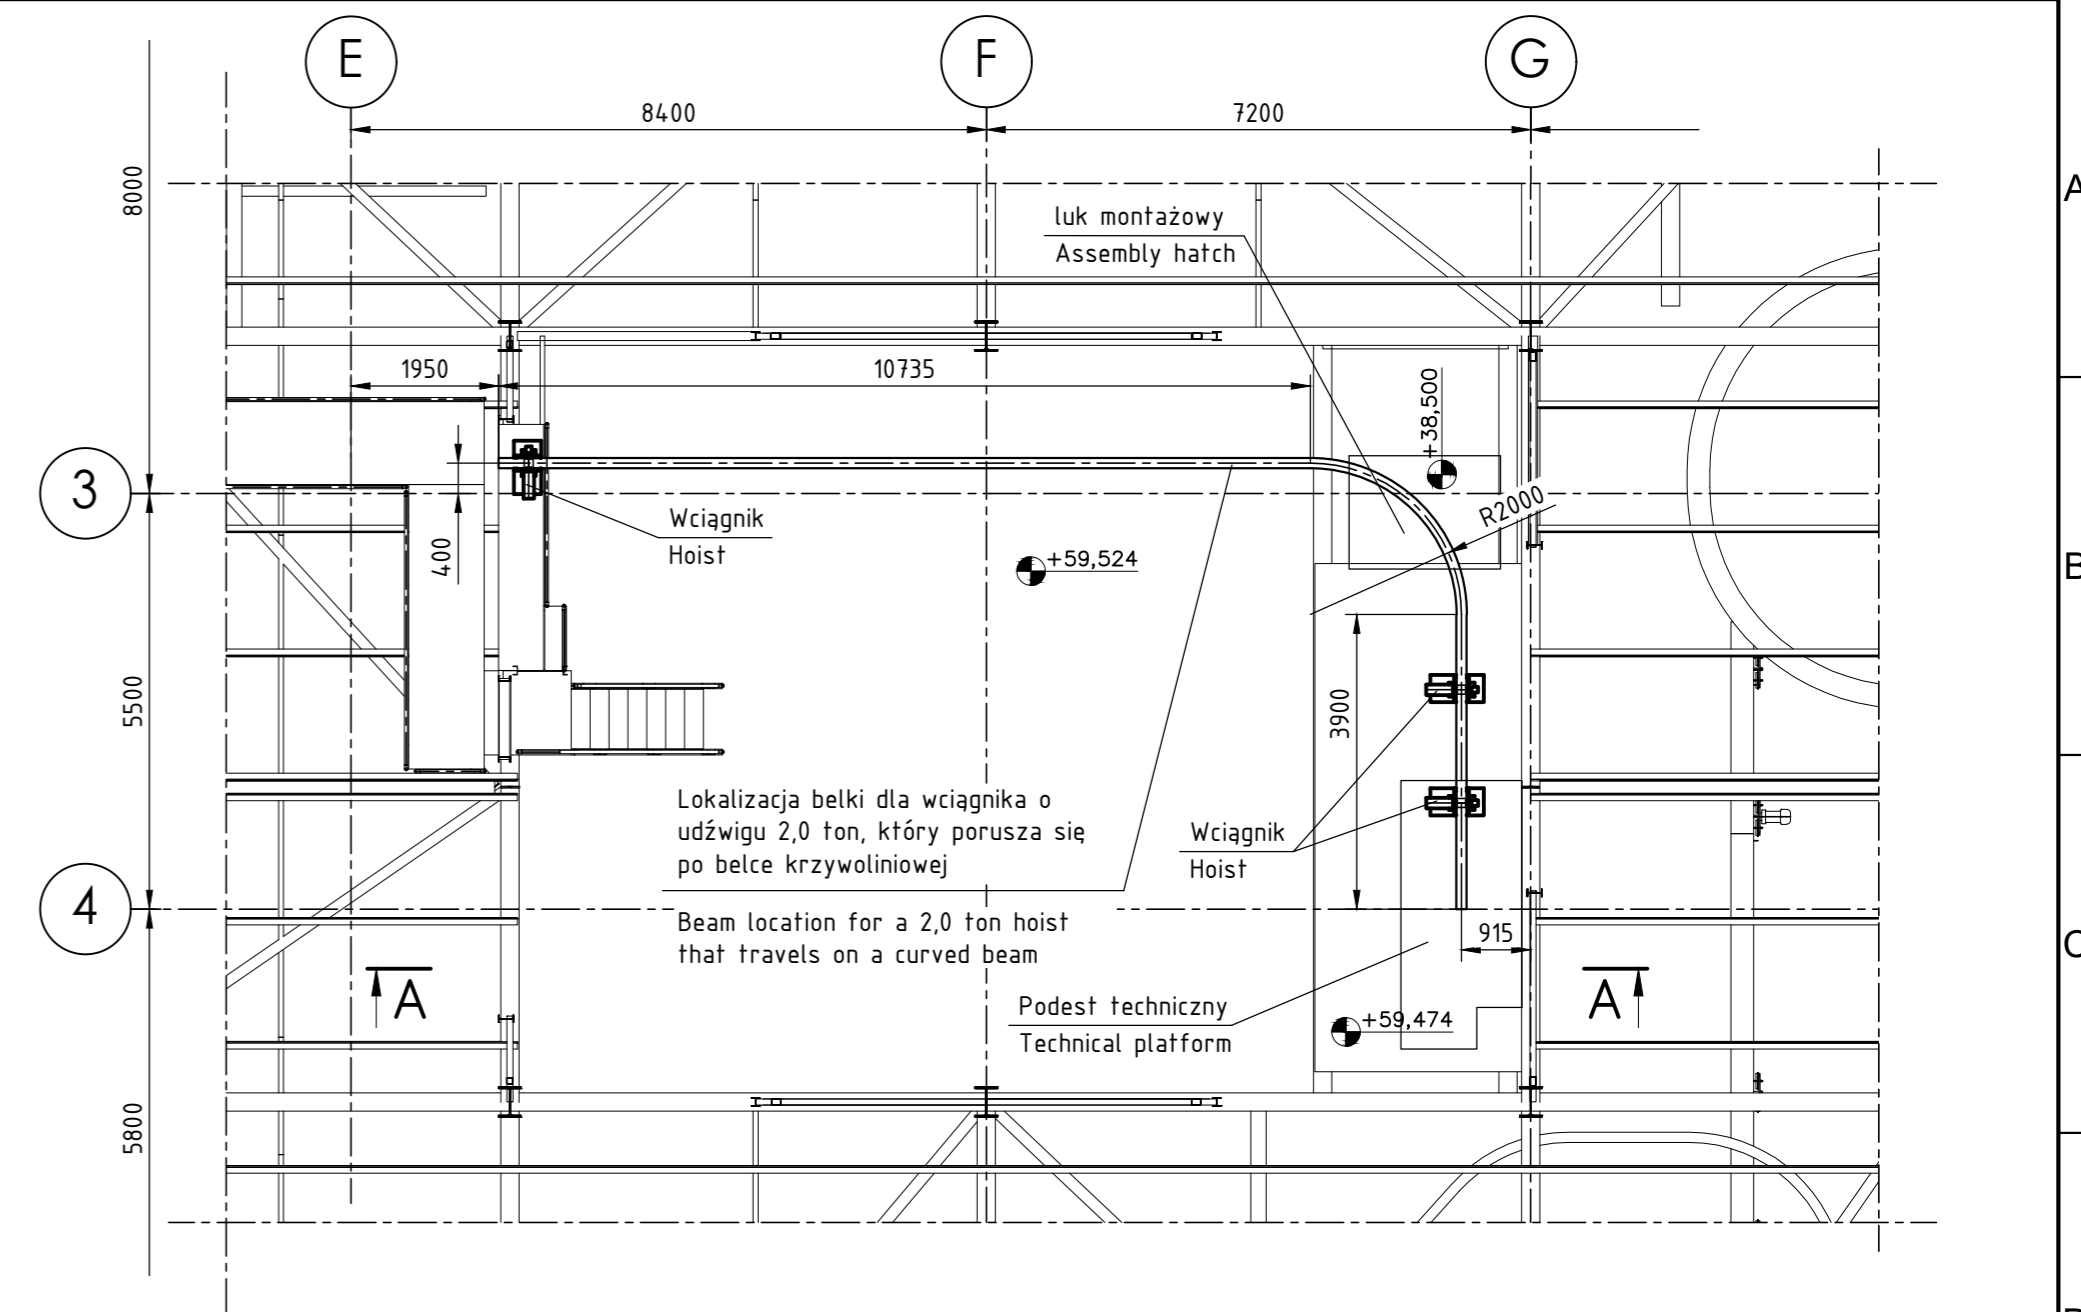 E
F
G
8400
7200
8000
luk montażowy
Assembly hatch
1950
10735
+38,500
3
R2000
Wciągnik
Hoist
400
+59,524
5500
3900
Lokalizacja belki dla wciągnika o
udźwigu 2,0 ton, który porusza się
po belce krzywoliniowej
Wciągnik
Hoist
4
Beam location for a 2,0 ton hoist
that travels on a curved beam
915
A
A
Podest techniczny
Technical platform
+59,474
5800
A
B
C